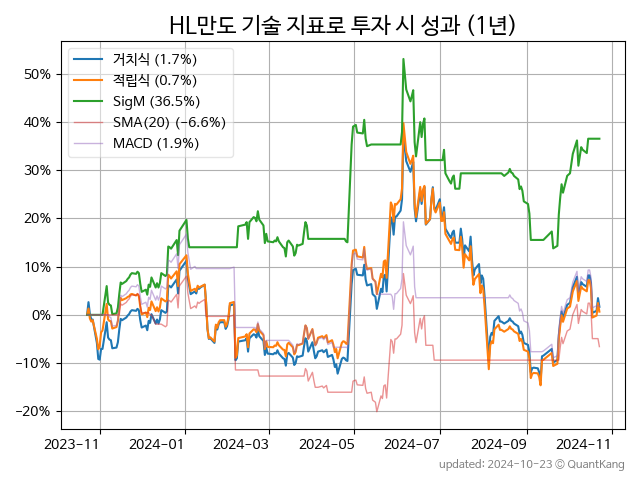 HL만도 기술 지표로 투자 시 성과 (1년)
거치식 (1.7%)
적립식 (0.7%)
SigM (36.5%)
SMA(20) (−6.6%)
MACD (1.9%)
50%
40%
30%
20%
10%
0%
−10%
−20%
2023−11
2024−01
2024−03
2024−05
2024−07
2024−09
2024−11
updated: 2024-10-23 © QuantKang